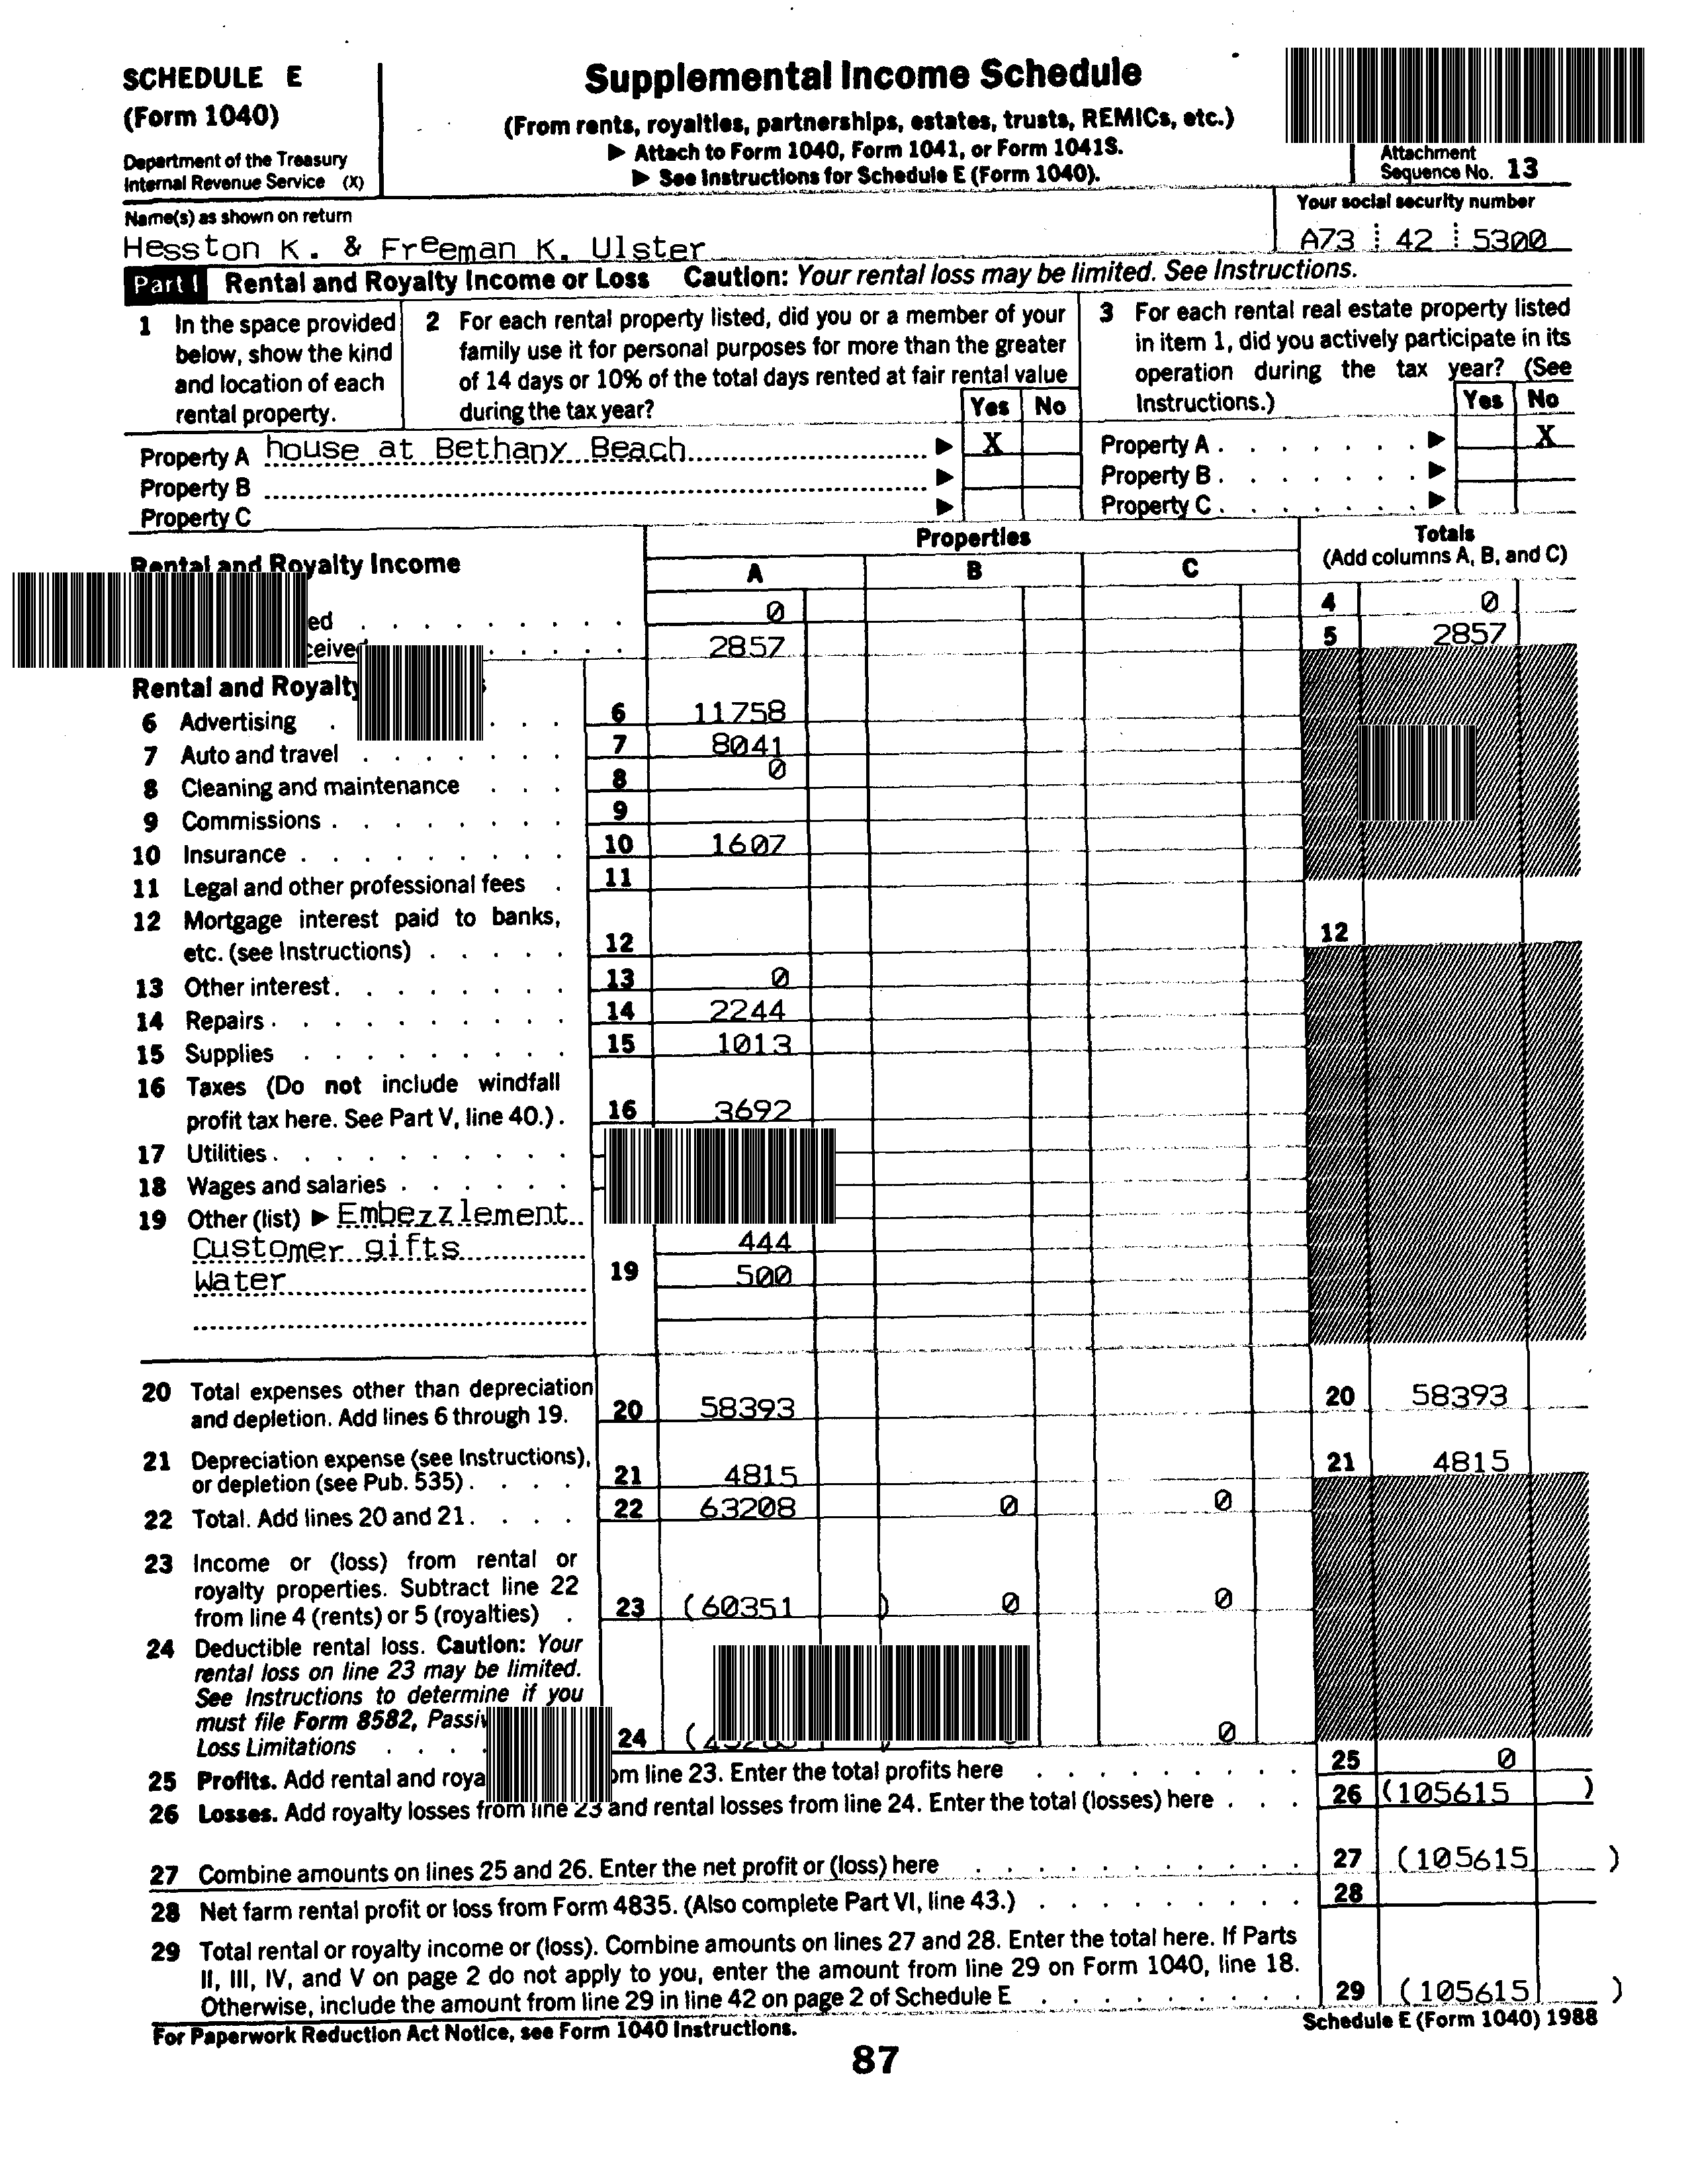 SCHEDULE E
(Form 1040)
Department of the Treasury
Internal Revenue Service (X)
Supplemental Income Schedule
(From rents, royalties, partnerships, estates, trusts, REMICs, etc.)
▶ Attach to Form 1040, Form 1041, or Form 1041S.
▶ See Instructions for Schedule E (Form 1040).
Attachment
Sequence No. 13
Name(s) as shown on return
Hesston K. & Freeman K. Ulster
Your social security number
A73 42 5300
Part I Rental and Royalty Income or Loss Caution: Your rental loss may be limited. See Instructions.
1 In the space provided
below, show the kind
and location of each
rental property.
2 For each rental property listed, did you or a member of your
family use it for personal purposes for more than the greater
of 14 days or 10% of the total days rented at fair rental value
during the tax year?
Yes No
3 For each rental real estate property listed
in item 1, did you actively participate in its
operation during the tax year? (See
Instructions.)
Yes No
Property A house at Bethany Beach ▶ X
Property A ▶ X
Property B ▶
Property B ▶
Property C ▶
Property C ▶
Rental and Royalty Income
Properties
A B C
Totals
(Add columns A, B, and C)
0 4 0
2857 5 2857
Rental and Royalty
6 Advertising 6 11758
7 Auto and travel 7 8041
8 Cleaning and maintenance 8 0
9 Commissions 9
10 Insurance 10 1607
11 Legal and other professional fees 11
12 Mortgage interest paid to banks,
etc. (see Instructions) 12 12
13 Other interest 13 0
14 Repairs 14 2244
15 Supplies 15 1013
16 Taxes (Do not include windfall
profit tax here. See Part V, line 40.) 16 3692
17 Utilities
18 Wages and salaries
19 Other (list) ▶ Embezzlement
Customer gifts 444
Water 19 500
20 Total expenses other than depreciation
and depletion. Add lines 6 through 19. 20 58393 20 58393
21 Depreciation expense (see Instructions),
or depletion (see Pub. 535) 21 4815 21 4815
22 Total. Add lines 20 and 21 22 63208 0 0
23 Income or (loss) from rental or
royalty properties. Subtract line 22
from line 4 (rents) or 5 (royalties) 23 (60351) 0 0
24 Deductible rental loss. Caution: Your
rental loss on line 23 may be limited.
See Instructions to determine if you
must file Form 8582,
Loss Limitations 24 0
25 Profits. Add rental and line 23. Enter the total profits here 25 0
26 Losses. Add royalty losses from line 23 and rental losses from line 24. Enter the total (losses) here 26 (105615)
27 Combine amounts on lines 25 and 26. Enter the net profit or (loss) here 27 (105615)
28 Net farm rental profit or loss from Form 4835. (Also complete Part VI, line 43.) 28
29 Total rental or royalty income or (loss). Combine amounts on lines 27 and 28. Enter the total here. If Parts
II, III, IV, and V on page 2 do not apply to you, enter the amount from line 29 on Form 1040, line 18.
Otherwise, include the amount from line 29 in line 42 on page 2 of Schedule E 29 (105615)
For Paperwork Reduction Act Notice, see Form 1040 Instructions.
Schedule E (Form 1040) 1988
87